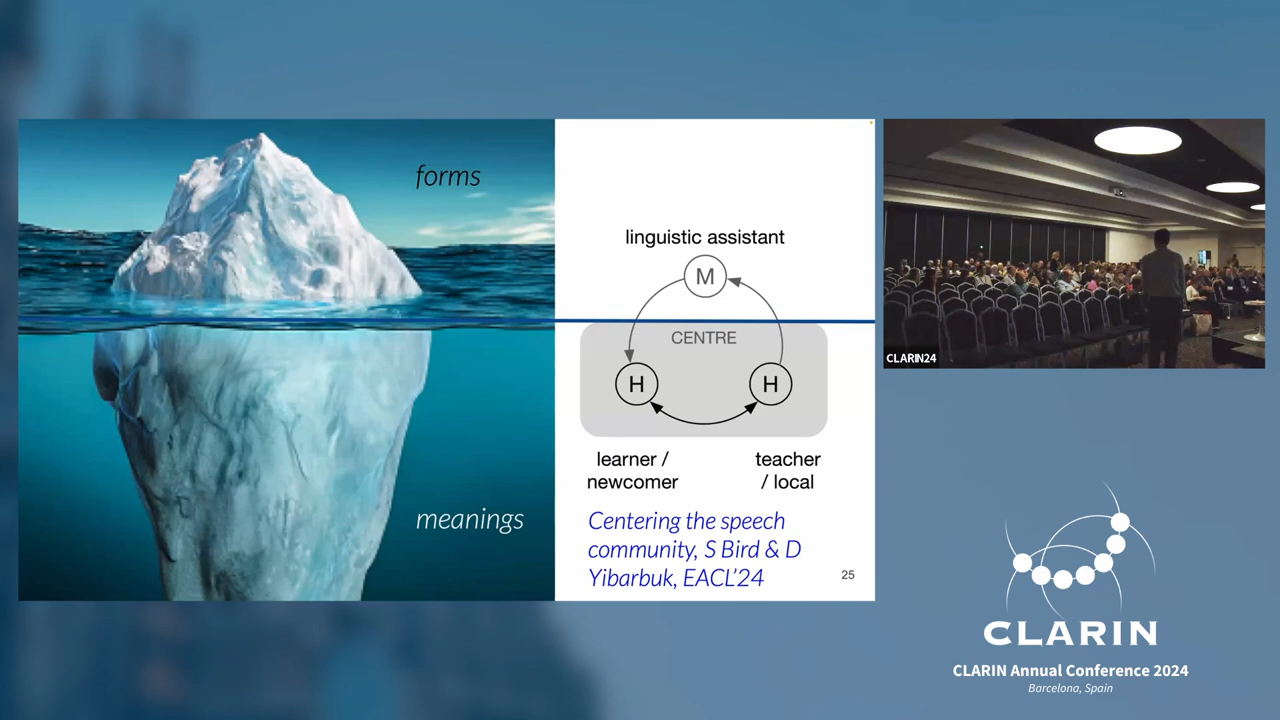 forms
meanings
linguistic assistant
M
CENTRE
H
H
learner /
newcomer
teacher
/ local
Centering the speech
community, S Bird & D
Yibarbuk, EACL’24
25
CLARIN24
CLARIN
CLARIN Annual Conference 2024
Barcelona, Spain